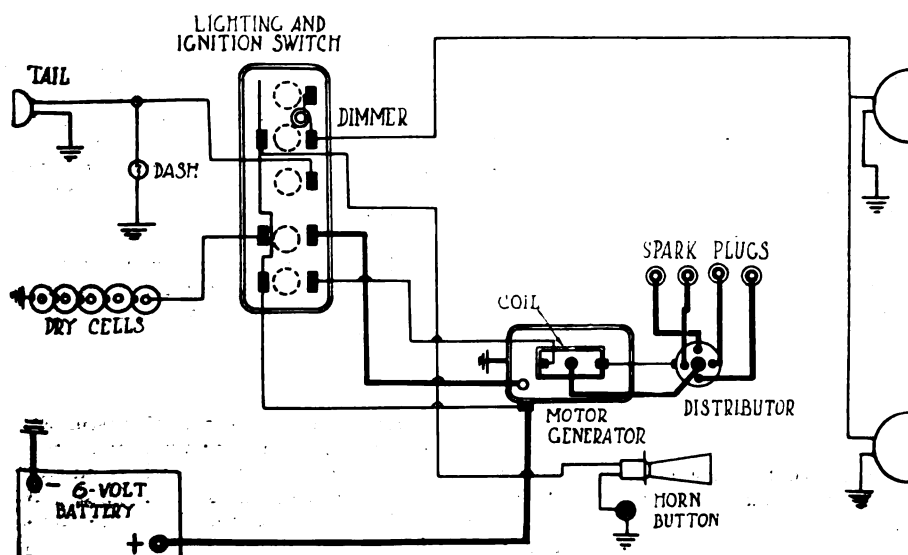 LIGHTING AND
IGNITION SWITCH
TAIL
DIMMER
DASH
SPARK PLUGS
COIL
DRY CELLS
DISTRIBUTOR
MOTOR
GENERATOR
- 6-VOLT
BATTERY
+
HORN
BUTTON